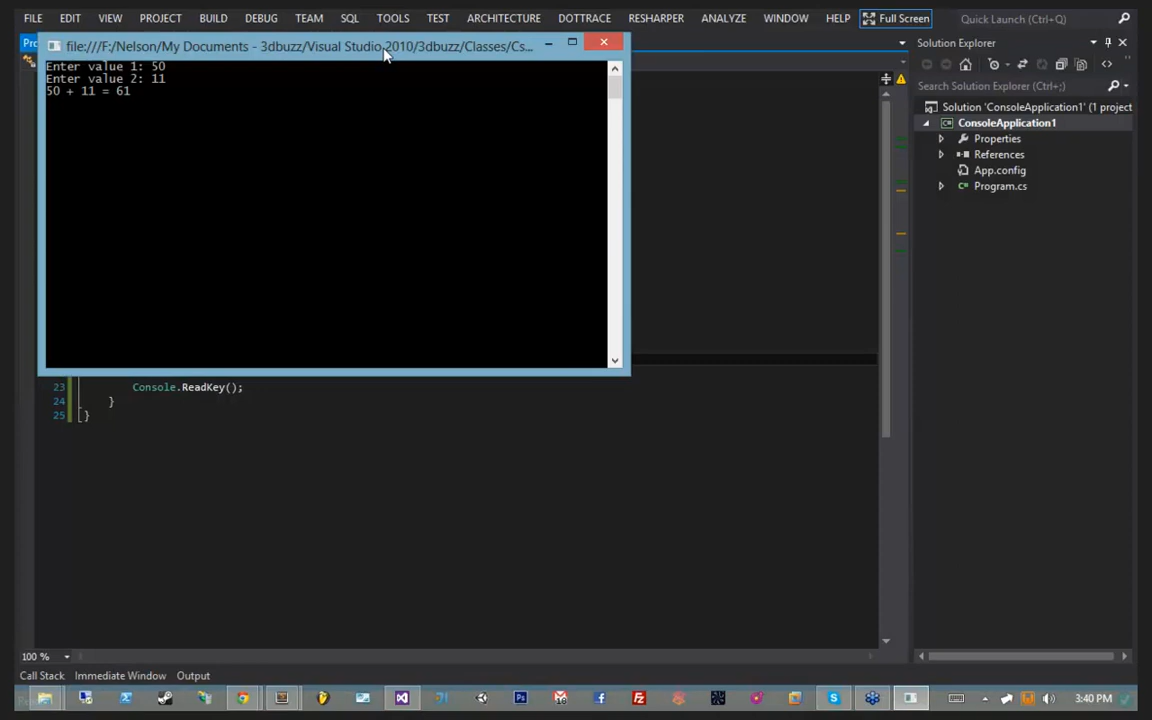 FILE EDIT VIEW PROJECT BUILD DEBUG TEAM SQL TOOLS TEST ARCHITECTURE DOTTRACE RESHARPER ANALYZE WINDOW HELP Full Screen Quick Launch (Ctrl+Q)
file:///F:/Nelson/My Documents - 3dbuzz/Visual Studio 2010/3dbuzz/Classes/Cs...
Enter value 1: 50
Enter value 2: 11
50 + 11 = 61
Solution Explorer
Search Solution Explorer (Ctrl+;)
Solution 'ConsoleApplication1' (1 project
ConsoleApplication1
Properties
References
App.config
Program.cs
23 Console.ReadKey();
24 }
25 }
100 %
Call Stack Immediate Window Output
3:40 PM